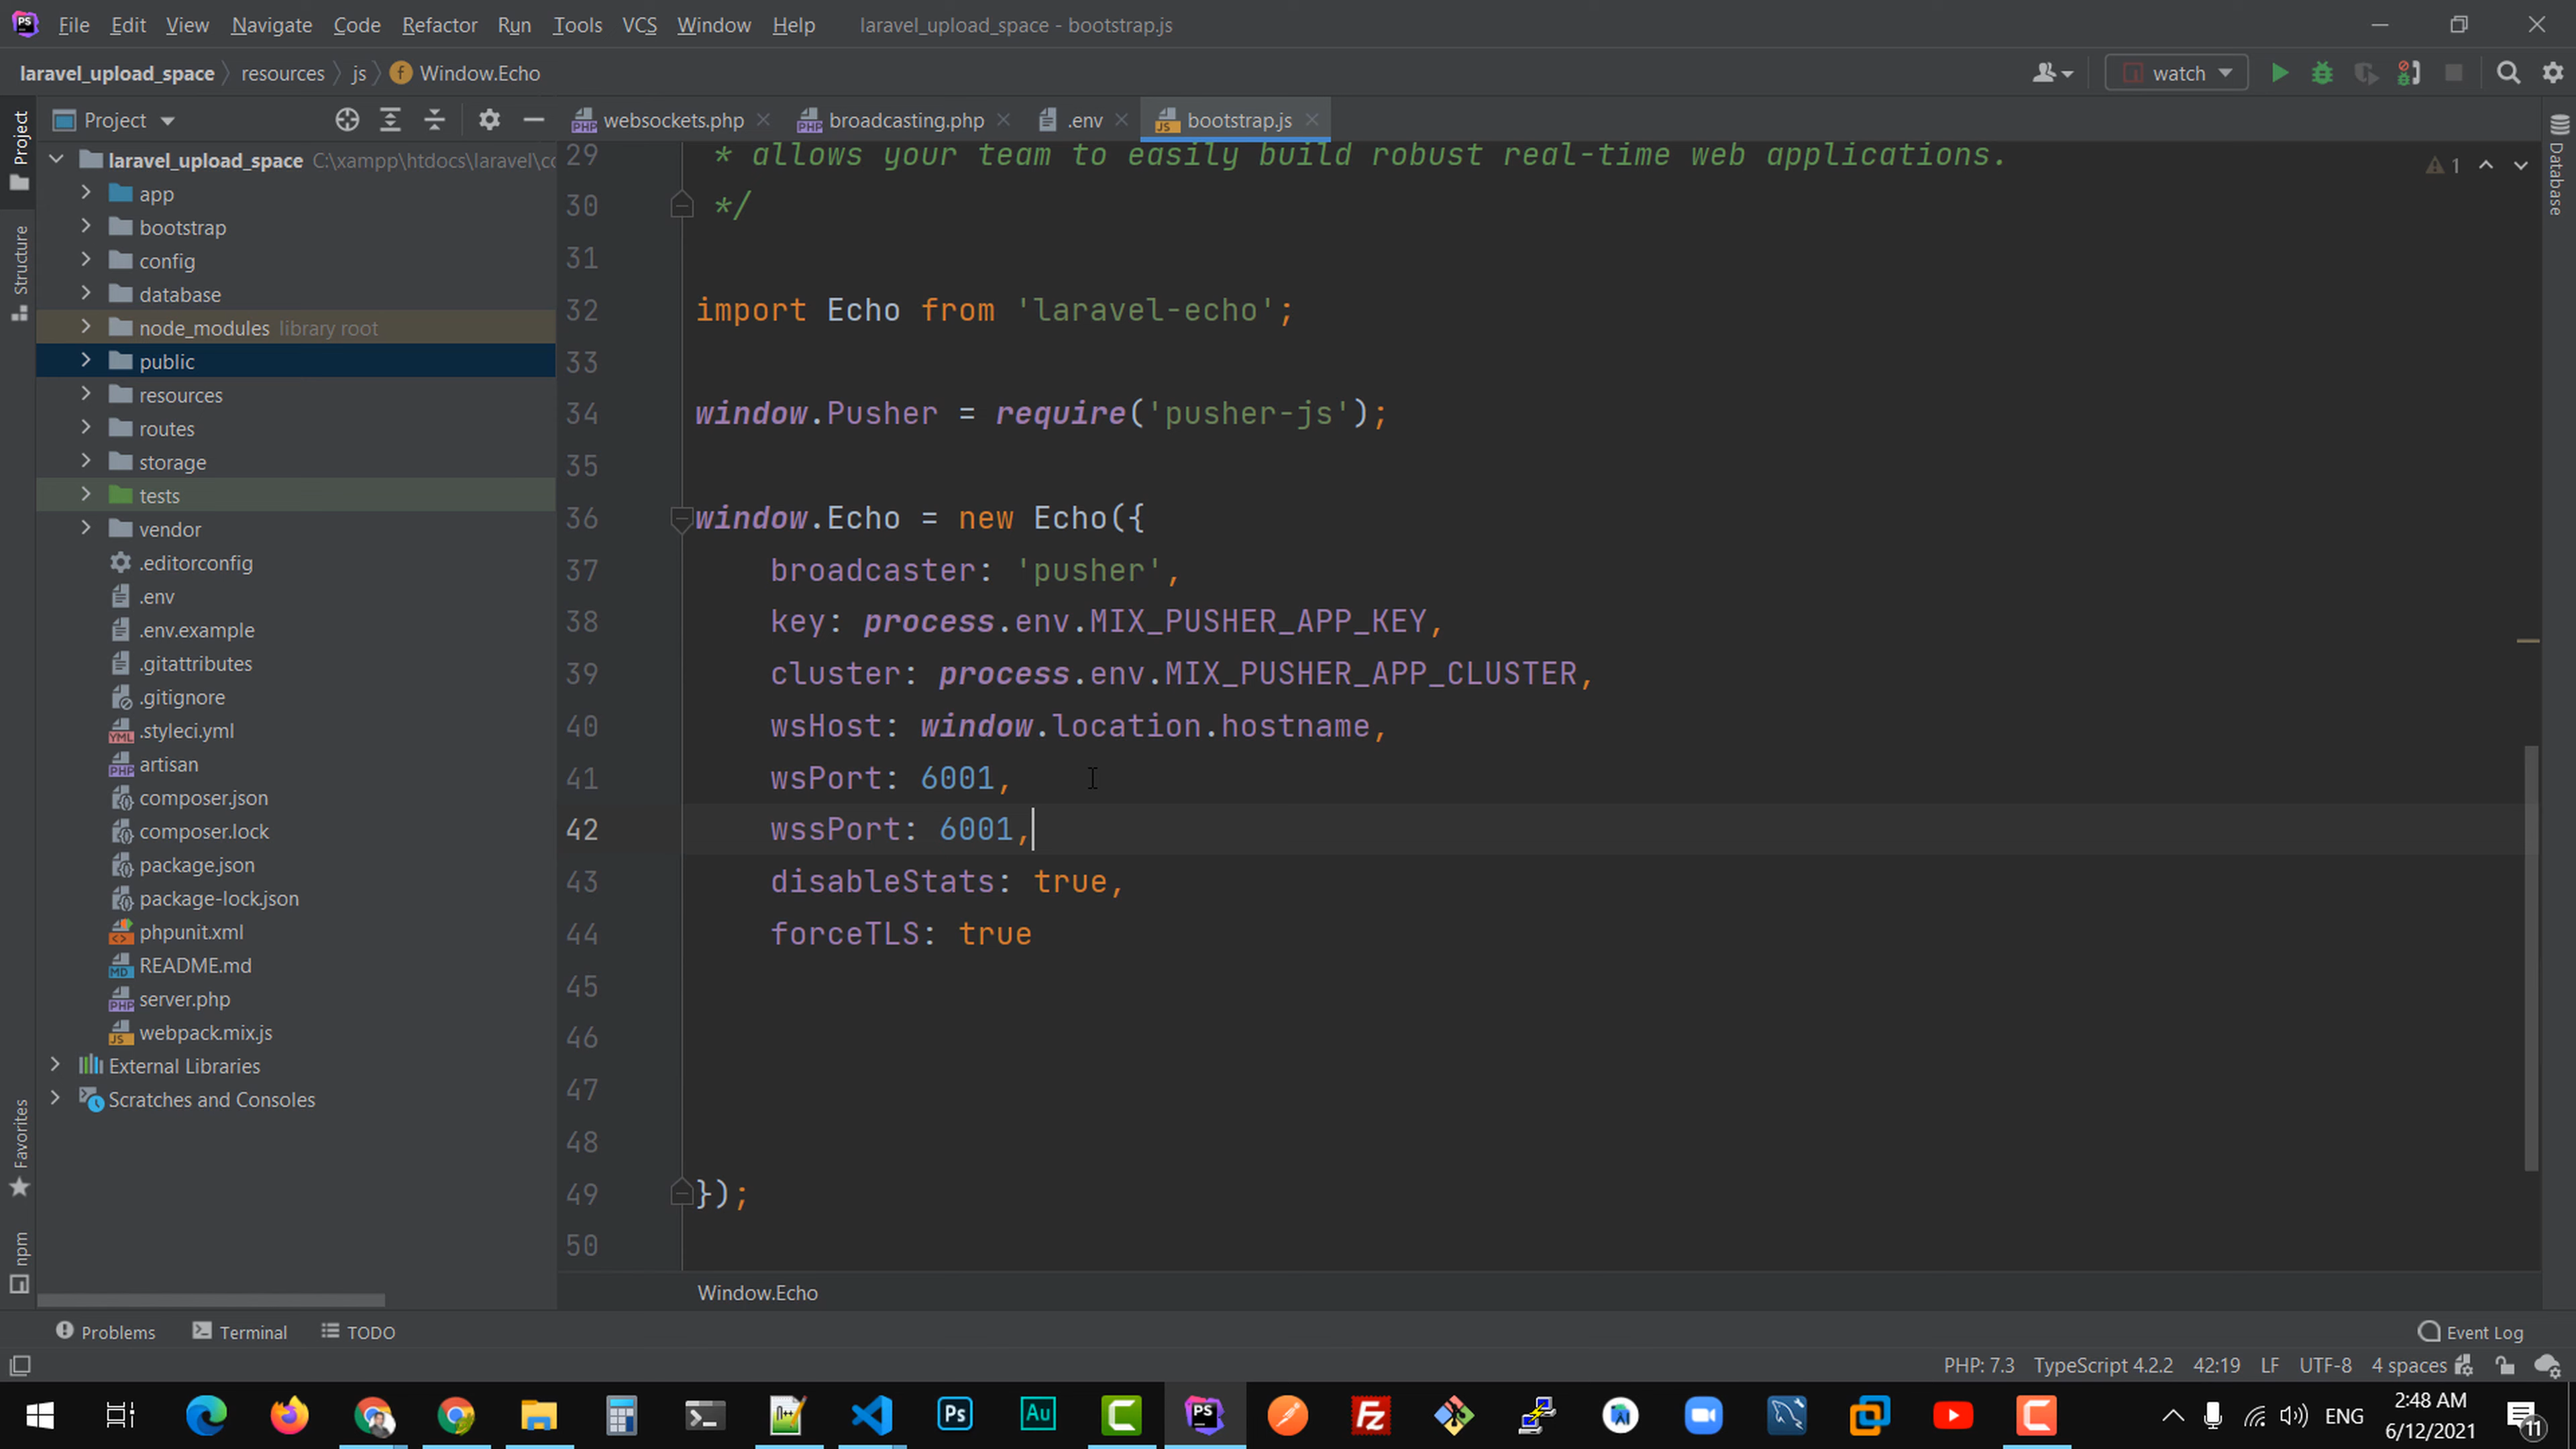 File Edit View Navigate Code Refactor Run Tools VCS Window Help laravel_upload_space - bootstrap.js
laravel_upload_space resources js Window.Echo watch
Project websockets.php broadcasting.php .env bootstrap.js
laravel_upload_space C:\xampp\htdocs\laravel\cc
app
bootstrap
config
database
node_modules library root
public
resources
routes
storage
tests
vendor
.editorconfig
.env
.env.example
.gitattributes
.gitignore
.styleci.yml
artisan
composer.json
composer.lock
package.json
package-lock.json
phpunit.xml
README.md
server.php
webpack.mix.js
External Libraries
Scratches and Consoles
Project
Structure
Favorites
npm
29 * allows your team to easily build robust real-time web applications.
30 */
31
32 import Echo from 'laravel-echo';
33
34 window.Pusher = require('pusher-js');
35
36 window.Echo = new Echo({
37 broadcaster: 'pusher',
38 key: process.env.MIX_PUSHER_APP_KEY,
39 cluster: process.env.MIX_PUSHER_APP_CLUSTER,
40 wsHost: window.location.hostname,
41 wsPort: 6001,
42 wssPort: 6001,
43 disableStats: true,
44 forceTLS: true
45
46
47
48
49 });
50
1
Database
Window.Echo
Problems Terminal TODO Event Log
PHP: 7.3 TypeScript 4.2.2 42:19 LF UTF-8 4 spaces
ENG 2:48 AM
6/12/2021 11